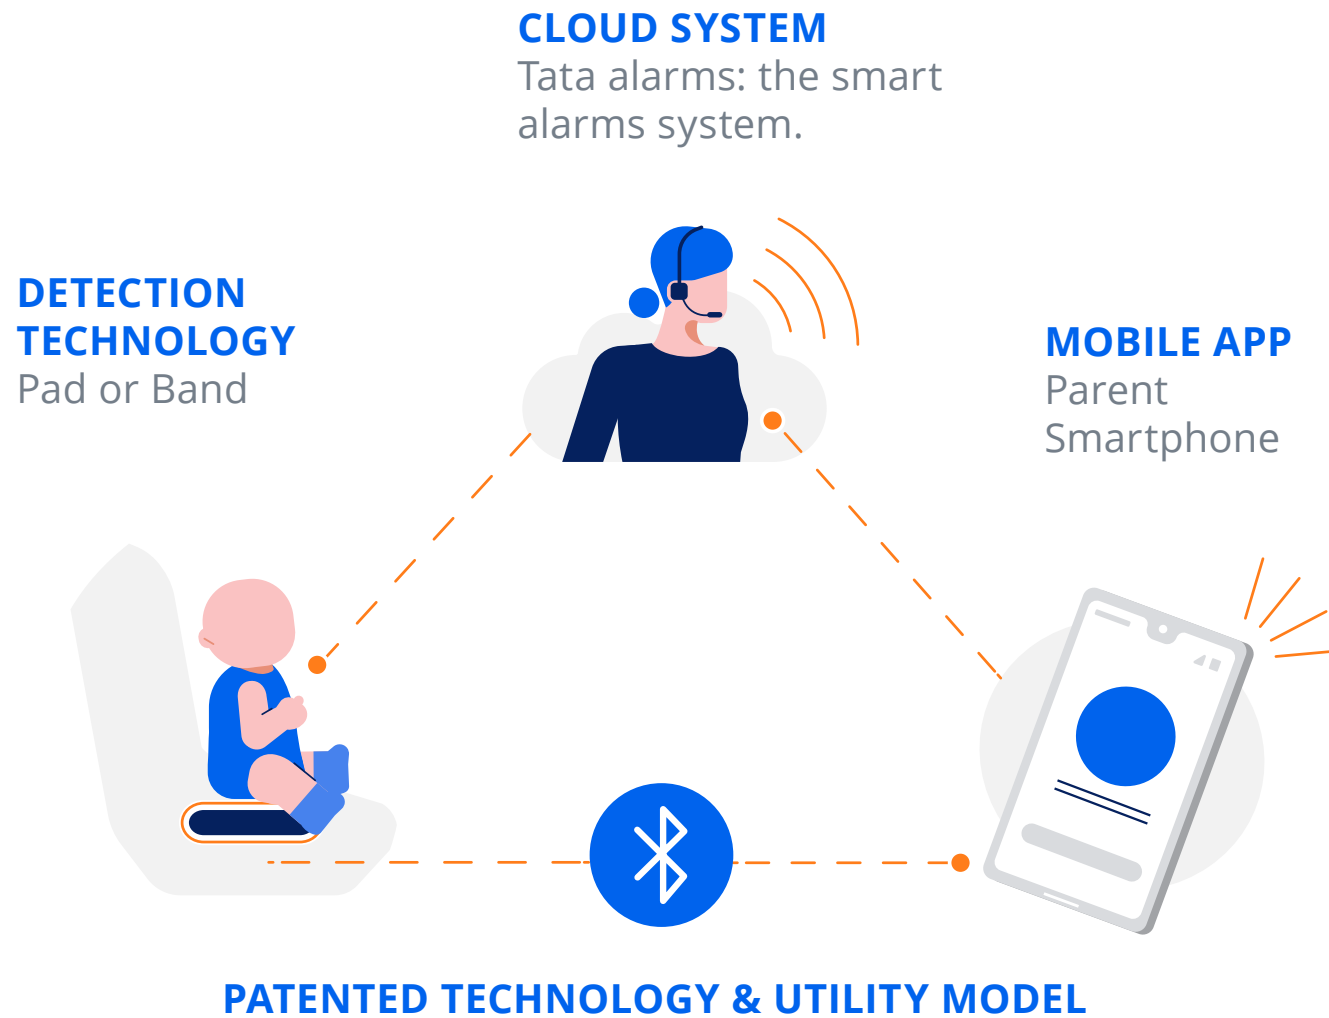 CLOUD SYSTEM
Tata alarms: the smart
alarms system.
DETECTION
TECHNOLOGY
Pad or Band
MOBILE APP
Parent
Smartphone
PATENTED TECHNOLOGY & UTILITY MODEL